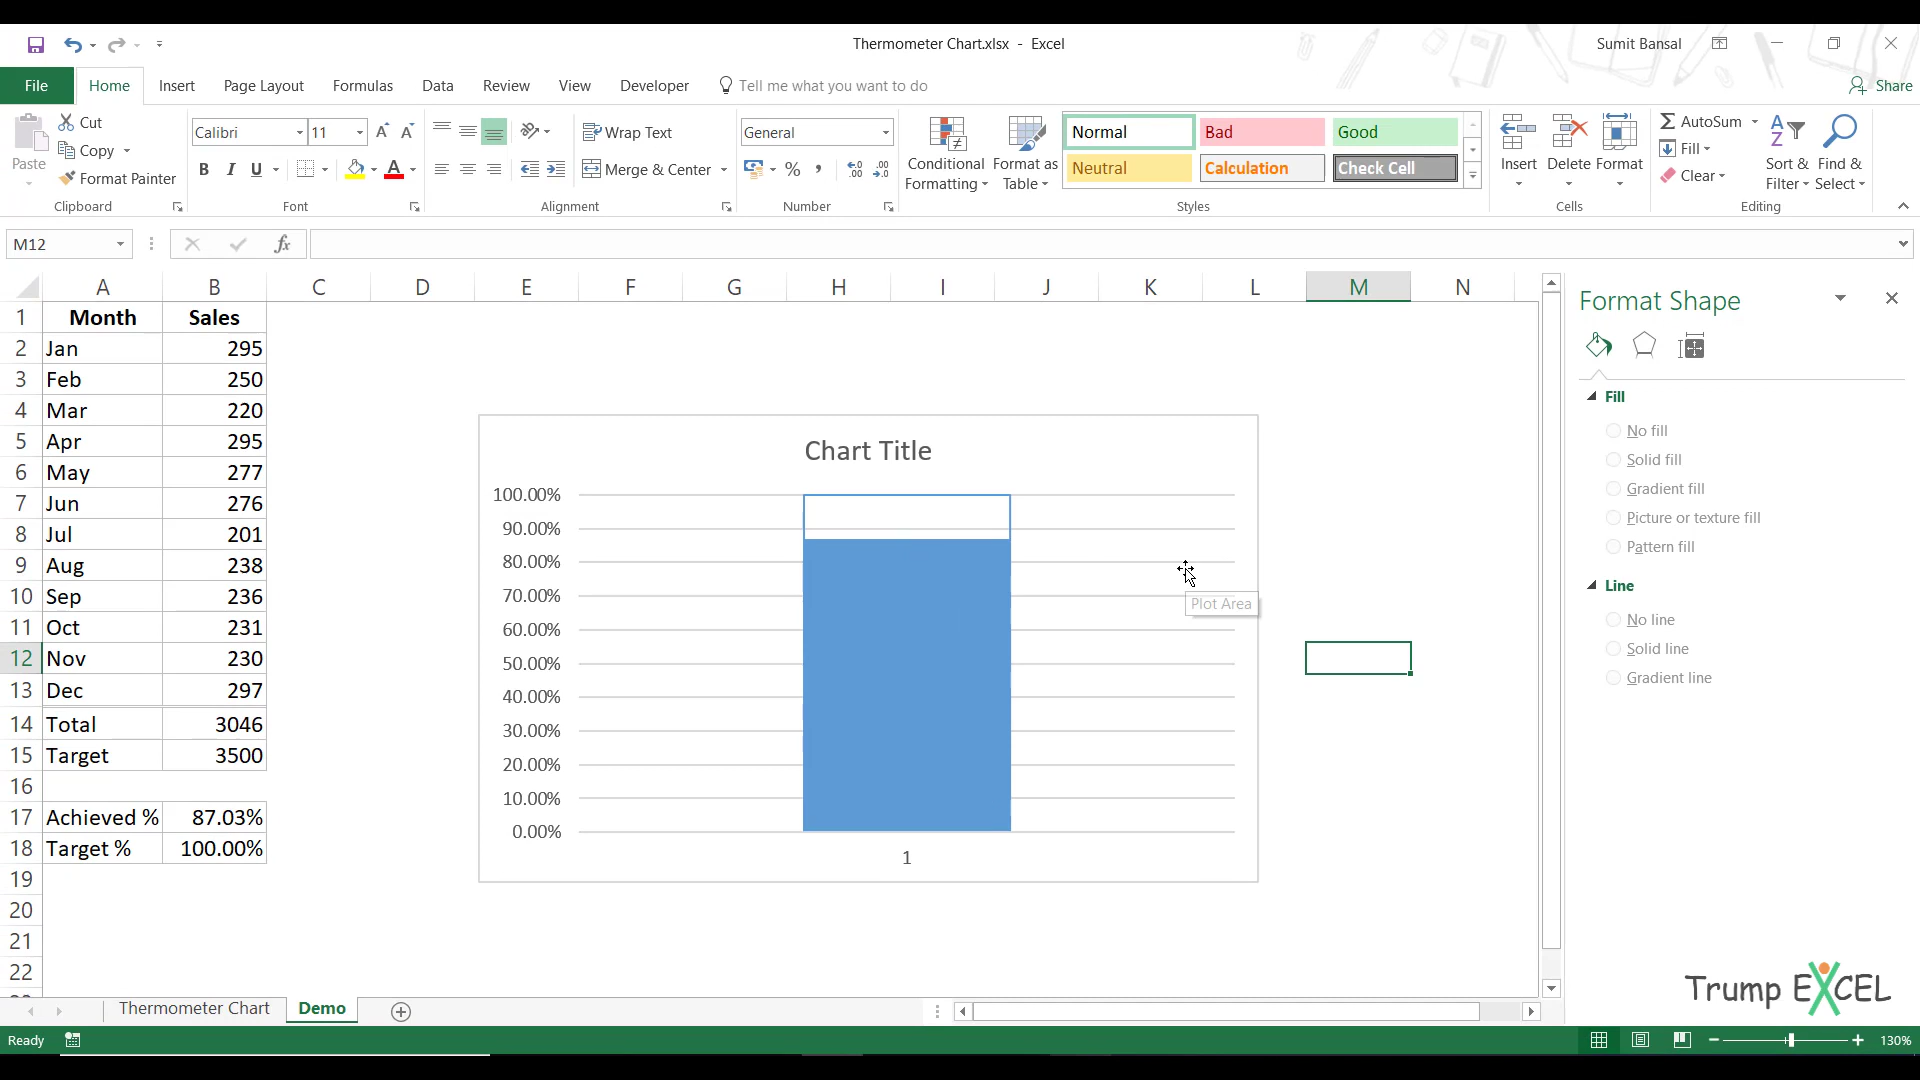 Thermometer Chart.xlsx - Excel
Sumit Bansal
File Home Insert Page Layout Formulas Data Review View Developer Tell me what you want to do Share
Paste
Cut
Copy
Format Painter
Clipboard
Calibri 11
B I U A
Font
Wrap Text
Merge & Center
Alignment
General
%
Number
Conditional Formatting
Format as Table
Normal Bad Good
Neutral Calculation Check Cell
Styles
Insert Delete Format
Cells
AutoSum
Fill
Clear
Sort & Filter
Find & Select
Editing
M12
fx
A B C D E F G H I J K L M N
1 Month Sales
2 Jan 295
3 Feb 250
4 Mar 220
5 Apr 295
6 May 277
7 Jun 276
8 Jul 201
9 Aug 238
10 Sep 236
11 Oct 231
12 Nov 230
13 Dec 297
14 Total 3046
15 Target 3500
16
17 Achieved % 87.03%
18 Target % 100.00%
19
20
21
22
Chart Title
100.00%
90.00%
80.00%
70.00%
60.00%
50.00%
40.00%
30.00%
20.00%
10.00%
0.00%
1
Plot Area
Format Shape
Fill
No fill
Solid fill
Gradient fill
Picture or texture fill
Pattern fill
Line
No line
Solid line
Gradient line
Trump EXCEL
Thermometer Chart Demo
Ready
130%